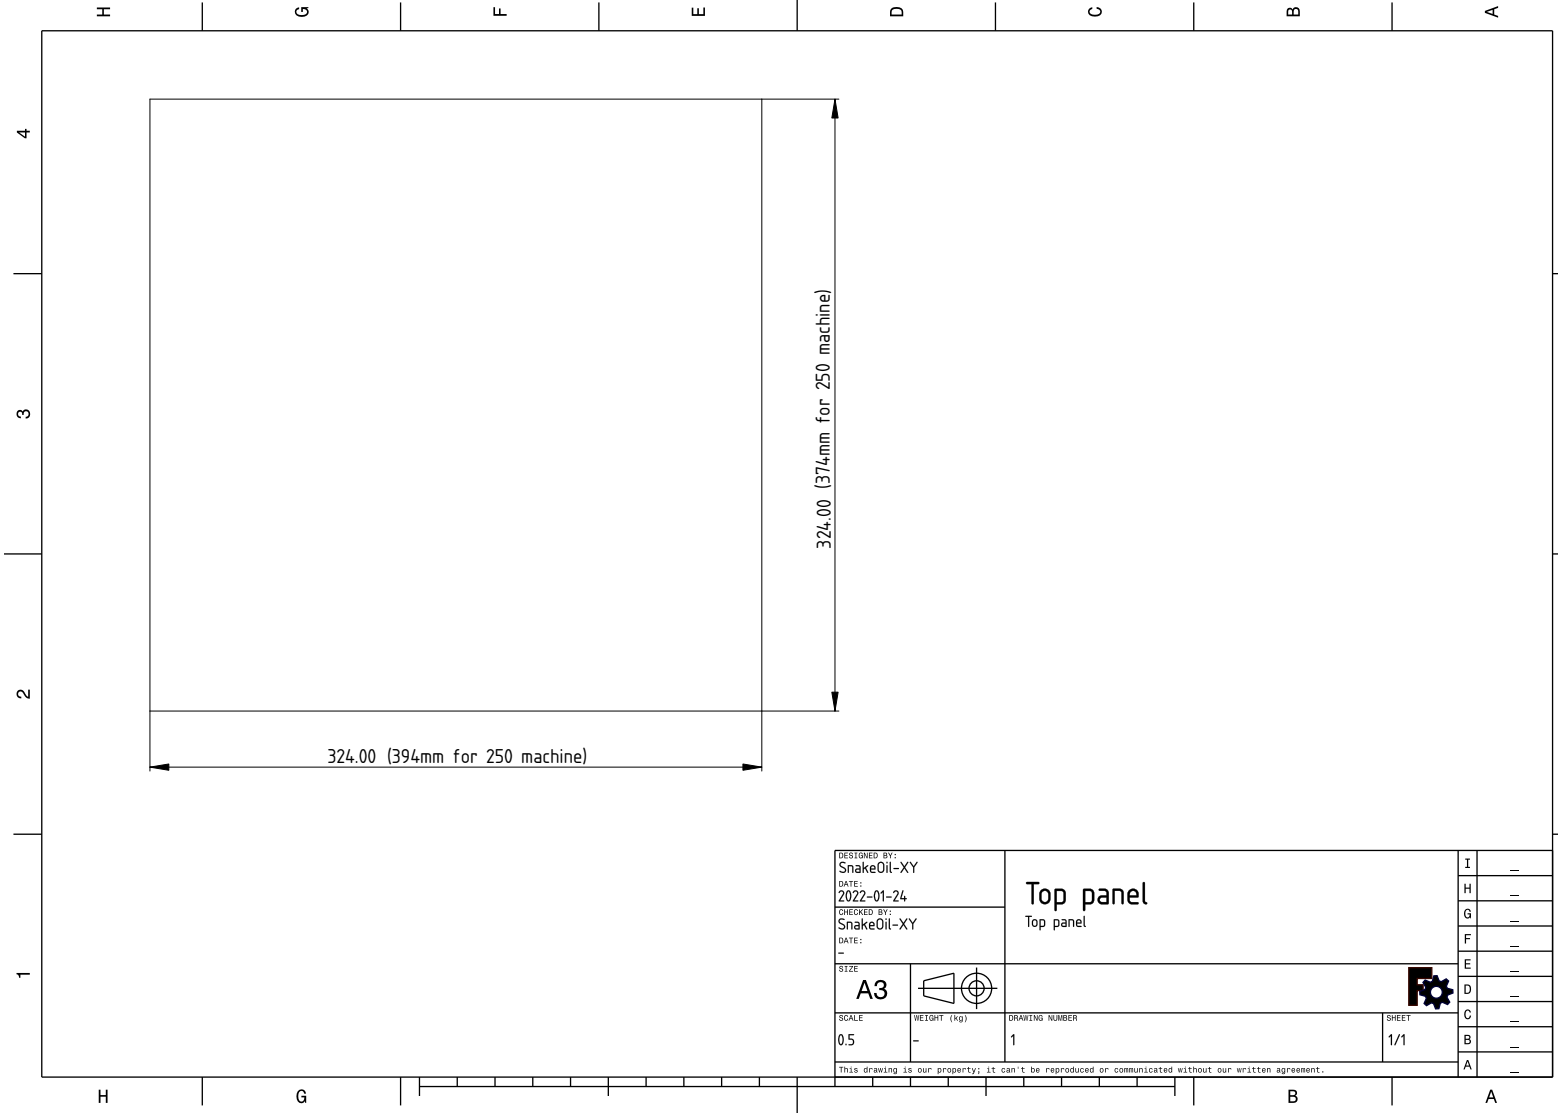 H G F E D C B A
4
3
2
1
324.00 (374mm for 250 machine)
324.00 (394mm for 250 machine)
DESIGNED BY:
SnakeOil-XY
DATE:
2022-01-24
CHECKED BY:
SnakeOil-XY
DATE:
-
Top panel
Top panel
SIZE
A3
SCALE
0.5
WEIGHT (kg)
-
DRAWING NUMBER
1
SHEET
1/1
This drawing is our property; it can't be reproduced or communicated without our written agreement.
I _
H _
G _
F _
E _
D _
C _
B _
A _
H G B A